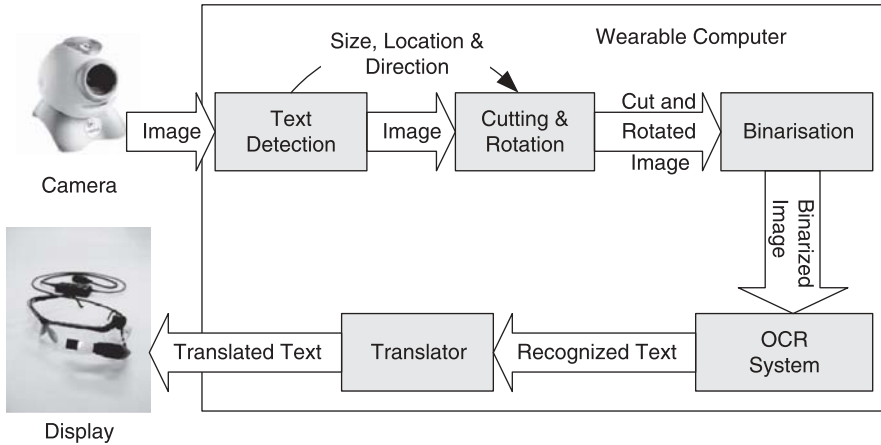 Wearable Computer
Size, Location &
Direction
Camera
Image
Text
Detection
Image
Cutting &
Rotation
Cut and
Rotated
Image
Binarisation
Binarized
Image
OCR
System
Recognized Text
Translator
Translated Text
Display